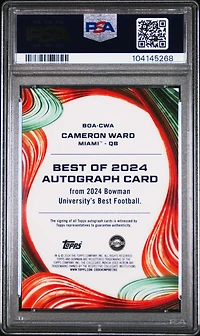 PSA
104145268
BOA-CWA
CAMERON WARD
MIAMI™ - QB
BEST OF 2024
AUTOGRAPH CARD
from 2024 Bowman
University's Best Football.
The signing of all Topps autograph cards is witnessed by
Topps representatives to guarantee authenticity.
TOPPS